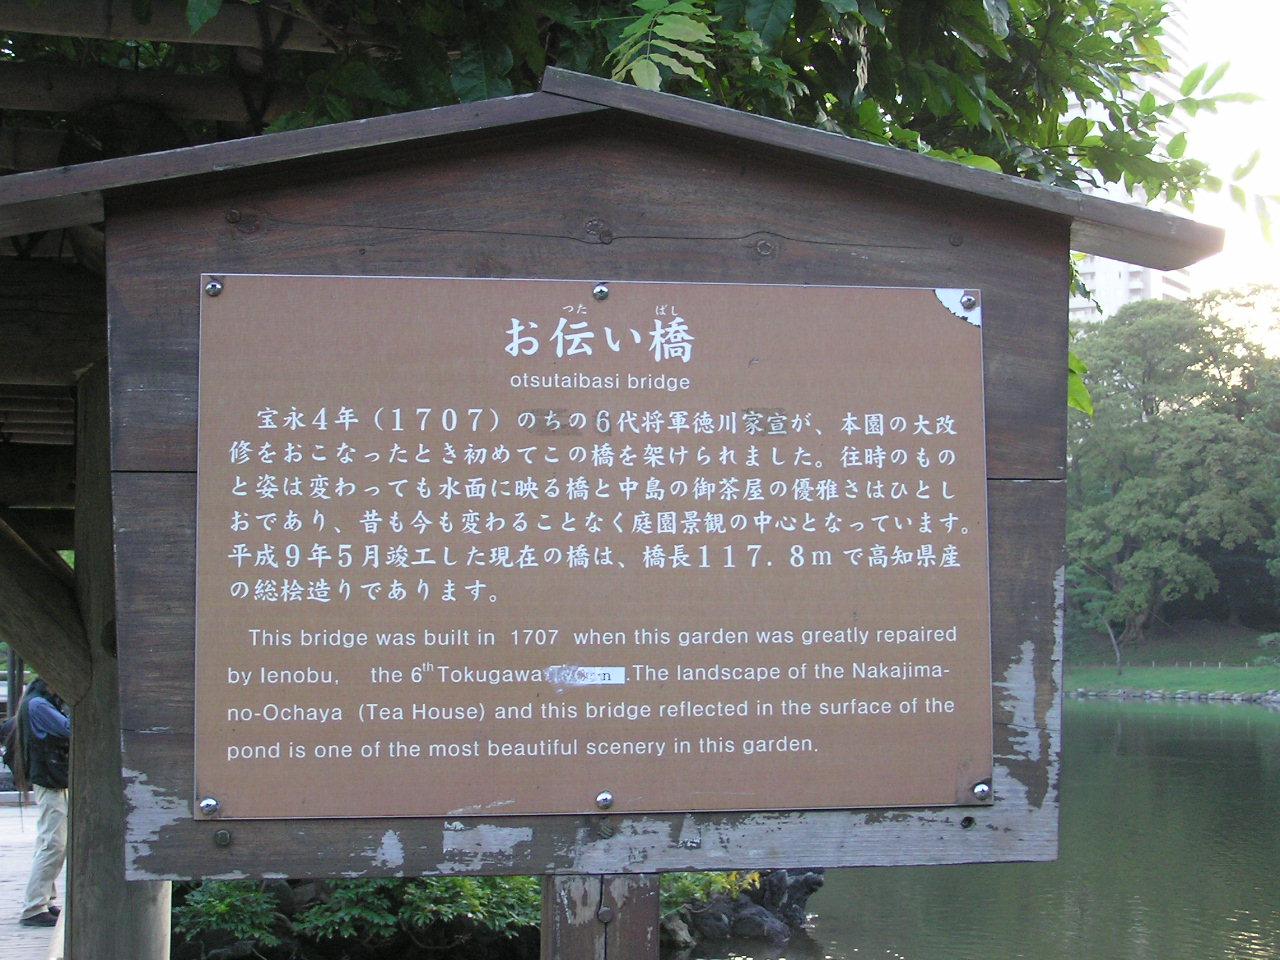 つた ばし
お伝い橋
otsutaibasi bridge
宝永4年（1707）のちの6代将軍徳川家宣が、本園の大改
修をおこなったとき初めてこの橋を架けられました。往時のもの
と姿は変わっても水面に映る橋と中島の御茶屋の優雅さはひとし
おであり、昔も今も変わることなく庭園景観の中心となっています。
平成9年5月竣工した現在の橋は、橋長117.8mで高知県産
の総桧造りであります。
This bridge was built in 1707 when this garden was greatly repaired
by Ienobu, the 6th Tokugawa .The landscape of the Nakajima-
no-Ochaya (Tea House) and this bridge reflected in the surface of the
pond is one of the most beautiful scenery in this garden.